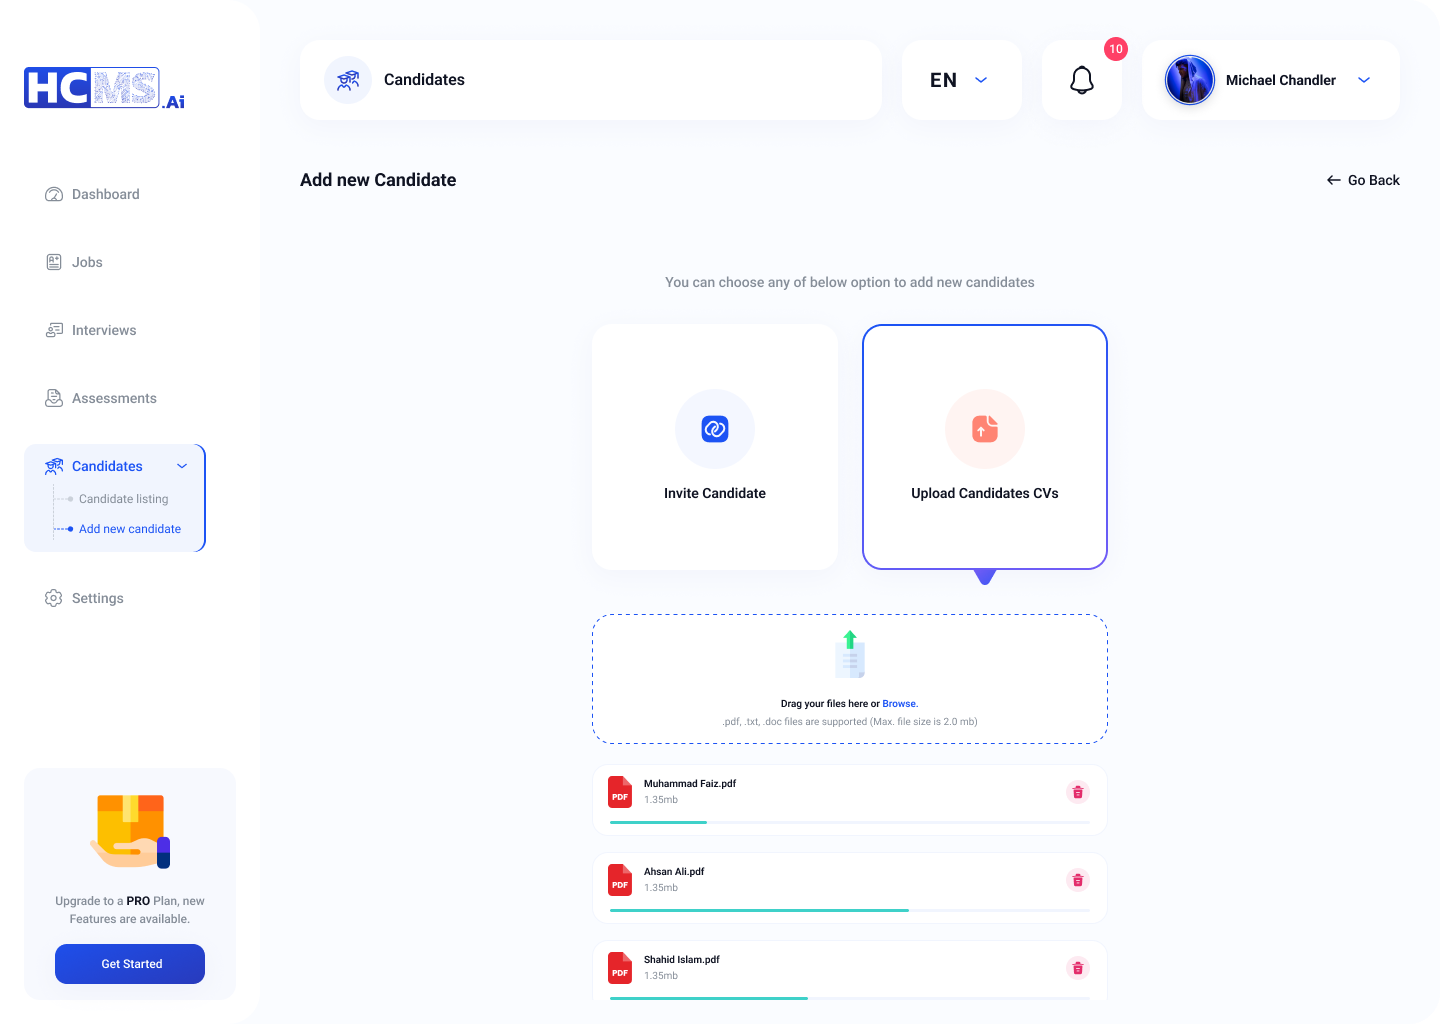 HCMS.Ai
Dashboard
Jobs
Interviews
Assessments
Candidates
Candidate listing
Add new candidate
Settings
Upgrade to a PRO Plan, new
Features are available.
Get Started
Candidates
EN
10
Michael Chandler
Add new Candidate
Go Back
You can choose any of below option to add new candidates
Invite Candidate
Upload Candidates CVs
Drag your files here or Browse.
.pdf, .txt, .doc files are supported (Max. file size is 2.0 mb)
PDF
Muhammad Faiz.pdf
1.35mb
PDF
Ahsan Ali.pdf
1.35mb
PDF
Shahid Islam.pdf
1.35mb